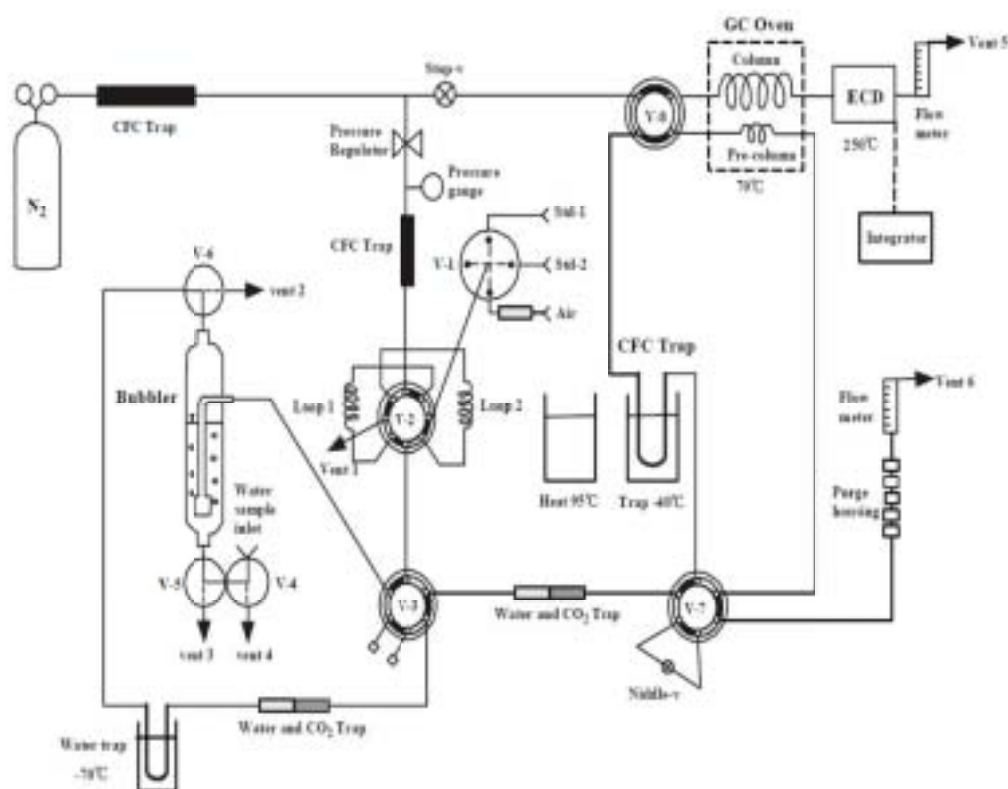 GC Oven
Stop-v
Column
Vent 5
ECD
V-8
CFC Trap
Flow
meter
Pressure
Regulator
Pre-column
250℃
70℃
Pressure
gauge
N2
Std-1
Integrator
CFC Trap
V-1
Std-2
V-6
vent 2
Air
CFC Trap
Vent 6
Bubbler
Loop 1
Loop 2
Flow
meter
V-2
Vent 1
Water
sample
inlet
Heat 95℃
Trap -40℃
Purge
housing
V-5
V-4
V-3
V-7
Water and CO2 Trap
vent 3
vent 4
Niddle-v
Water and CO2 Trap
Water trap
-70℃